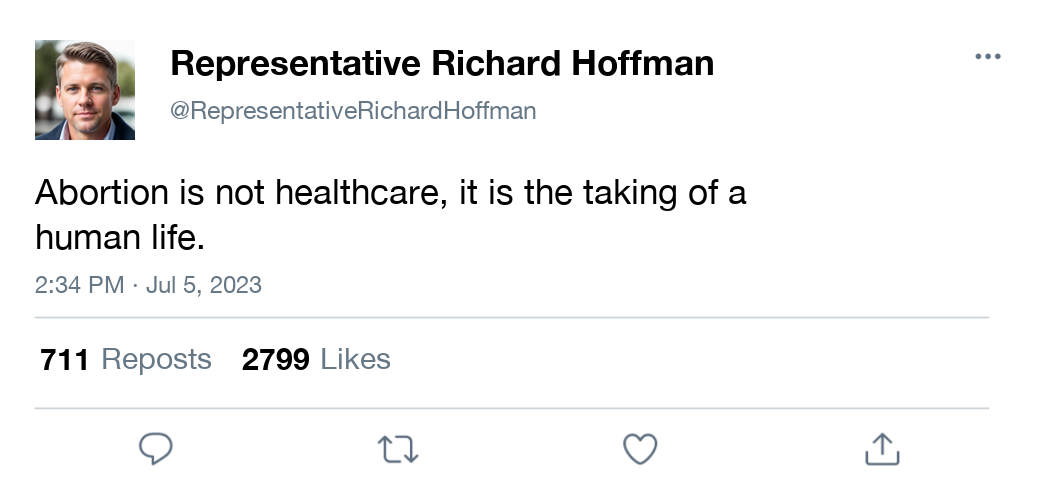 Representative Richard Hoffman
@RepresentativeRichardHoffman
Abortion is not healthcare, it is the taking of a
human life.
2:34 PM · Jul 5, 2023
711 Reposts 2799 Likes